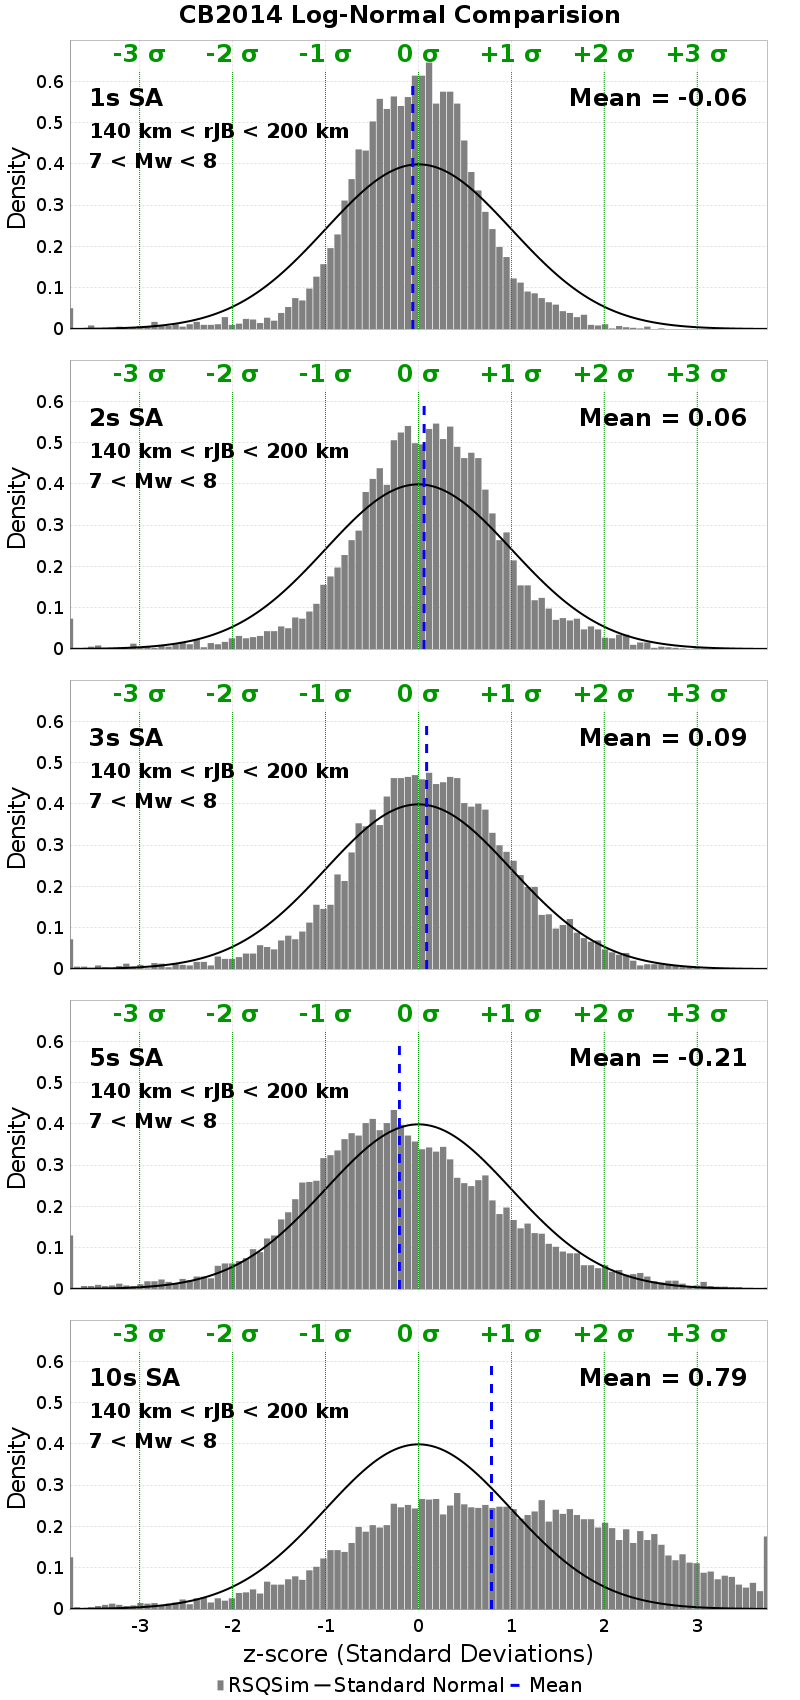 CB2014 Log-Normal Comparision
-3 σ -2 σ -1 σ 0 σ +1 σ +2 σ +3 σ
0.6
1s SA Mean = -0.06
0.5
140 km < rJB < 200 km
7 < Mw < 8
0.4
Density
0.3
0.2
0.1
0
-3 σ -2 σ -1 σ 0 σ +1 σ +2 σ +3 σ
0.6
2s SA Mean = 0.06
0.5
140 km < rJB < 200 km
7 < Mw < 8
0.4
Density
0.3
0.2
0.1
0
-3 σ -2 σ -1 σ 0 σ +1 σ +2 σ +3 σ
0.6
3s SA Mean = 0.09
0.5
140 km < rJB < 200 km
7 < Mw < 8
0.4
Density
0.3
0.2
0.1
0
-3 σ -2 σ -1 σ 0 σ +1 σ +2 σ +3 σ
0.6
5s SA Mean = -0.21
0.5
140 km < rJB < 200 km
7 < Mw < 8
0.4
Density
0.3
0.2
0.1
0
-3 σ -2 σ -1 σ 0 σ +1 σ +2 σ +3 σ
0.6
10s SA Mean = 0.79
0.5
140 km < rJB < 200 km
7 < Mw < 8
0.4
Density
0.3
0.2
0.1
0
-3 -2 -1 0 1 2 3
z-score (Standard Deviations)
RSQSim Standard Normal Mean